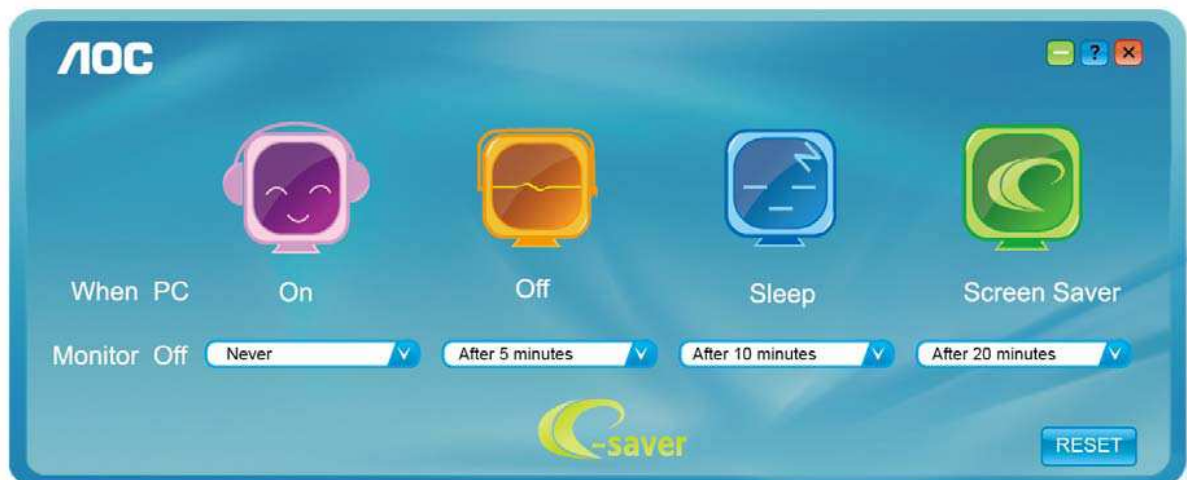 AOC
?
When PC On Off Sleep Screen Saver
Monitor Off Never After 5 minutes After 10 minutes After 20 minutes
e-saver
RESET